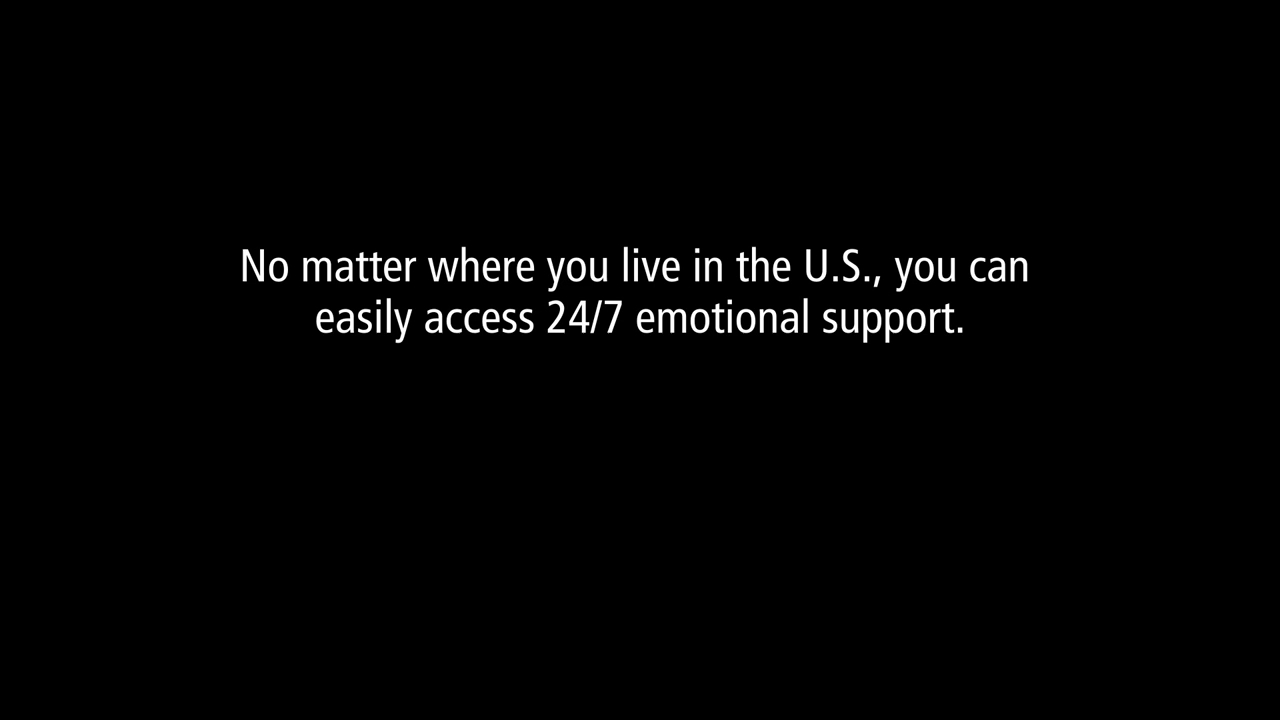 No matter where you live in the U.S., you can
easily access 24/7 emotional support.